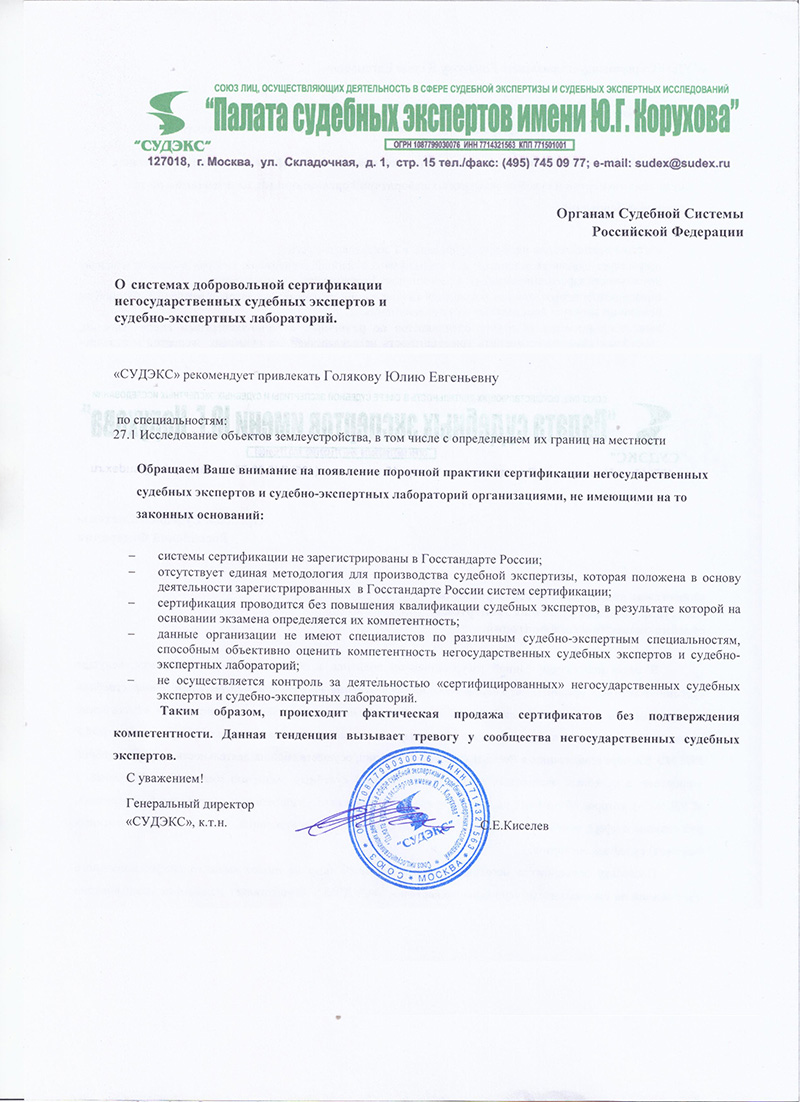 СОЮЗ ЛИЦ, ОСУЩЕСТВЛЯЮЩИХ ДЕЯТЕЛЬНОСТЬ В СФЕРЕ СУДЕБНОЙ ЭКСПЕРТИЗЫ И СУДЕБНЫХ ЭКСПЕРТНЫХ ИССЛЕДОВАНИЙ
“Палата судебных экспертов имени Ю.Г. Корухова”
"СУДЭКС"
ОГРН 1087799030076 ИНН 7714321563 КПП 771501001
127018, г. Москва, ул. Складочная, д. 1, стр. 15 тел./факс: (495) 745 09 77; e-mail: sudex@sudex.ru
Органам Судебной Системы
Российской Федерации
О системах добровольной сертификации
негосударственных судебных экспертов и
судебно-экспертных лабораторий.
«СУДЭКС» рекомендует привлекать Голякову Юлию Евгеньевну
по специальностям:
27.1 Исследование объектов землеустройства, в том числе с определением их границ на местности
Обращаем Ваше внимание на появление порочной практики сертификации негосударственных
судебных экспертов и судебно-экспертных лабораторий организациями, не имеющими на то
законных оснований:
– системы сертификации не зарегистрированы в Госстандарте России;
– отсутствует единая методология для производства судебной экспертизы, которая положена в основу
деятельности зарегистрированных в Госстандарте России систем сертификации;
– сертификация проводится без повышения квалификации судебных экспертов, в результате которой на
основании экзамена определяется их компетентность;
– данные организации не имеют специалистов по различным судебно-экспертным специальностям,
способным объективно оценить компетентность негосударственных судебных экспертов и судебно-
экспертных лабораторий;
– не осуществляется контроль за деятельностью «сертифицированных» негосударственных судебных
экспертов и судебно-экспертных лабораторий.
Таким образом, происходит фактическая продажа сертификатов без подтверждения
компетентности. Данная тенденция вызывает тревогу у сообщества негосударственных судебных
экспертов.
С уважением!
Генеральный директор
«СУДЭКС», к.т.н.
С.Е.Киселев
ОГРН 1087799030076 * ИНН 7714321563 *
СОЮЗ * МОСКВА *
"Палата судебных экспертов имени Ю.Г. Корухова"
"СУДЭКС"